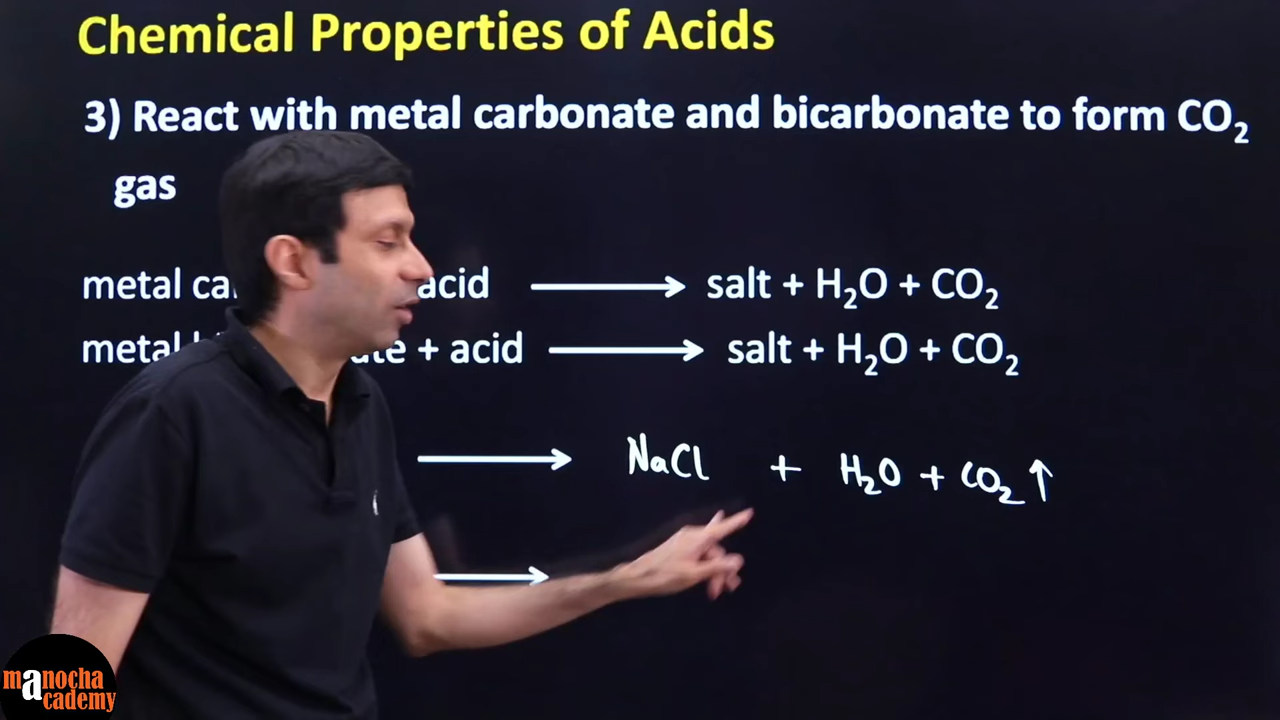 Chemical Properties of Acids
3) React with metal carbonate and bicarbonate to form CO₂
gas
metal acid ⟶ salt + H₂O + CO₂
metal + acid ⟶ salt + H₂O + CO₂
⟶ NaCl + H₂O + CO₂ ↑
⟶
manocha
academy